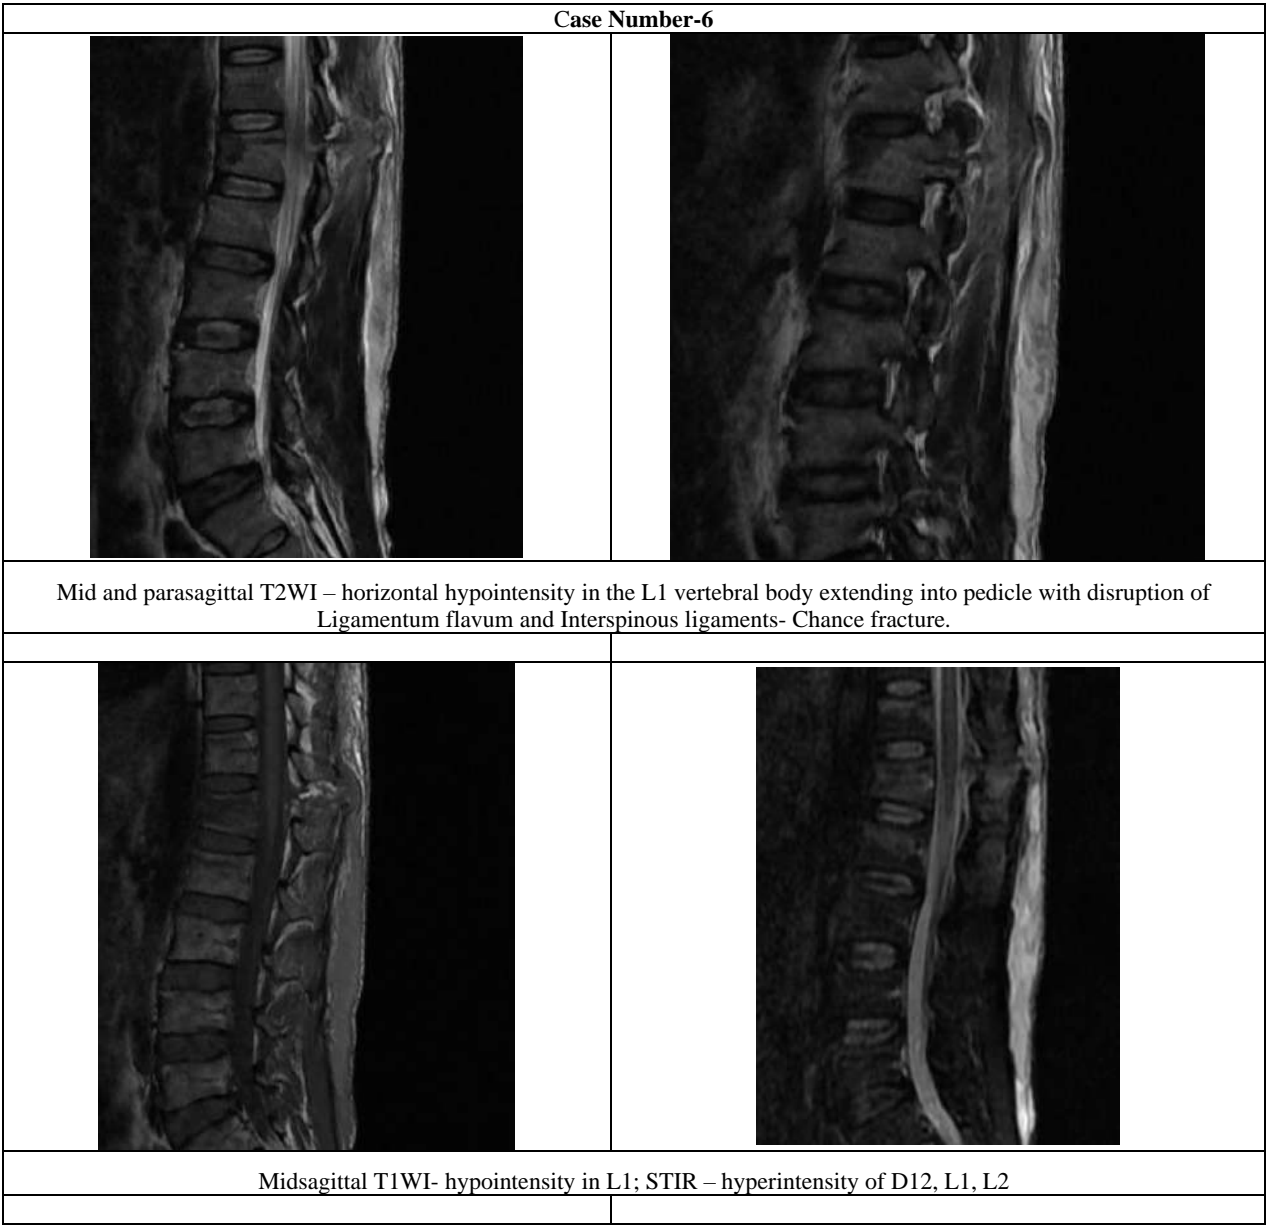 Case Number-6
Mid and parasagittal T2WI – horizontal hypointensity in the L1 vertebral body extending into pedicle with disruption of
Ligamentum flavum and Interspinous ligaments- Chance fracture.
Midsagittal T1WI- hypointensity in L1; STIR – hyperintensity of D12, L1, L2